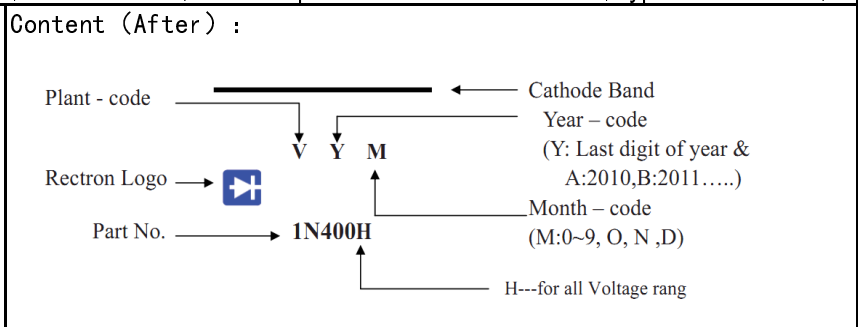 Content (After) :
Cathode Band
Plant - code
Year – code
V Y M
(Y: Last digit of year &
A:2010,B:2011…..)
Rectron Logo
Month – code
Part No.
1N400H
(M:0~9, O, N ,D)
H---for all Voltage rang